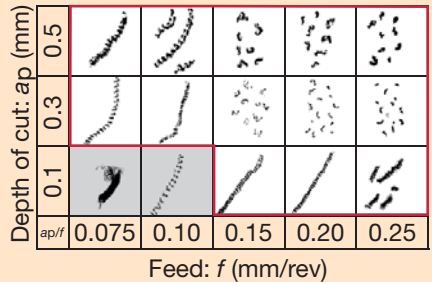 Depth of cut: ap (mm)
0.5
0.3
0.1
ap/f 0.075 0.10 0.15 0.20 0.25
Feed: f (mm/rev)